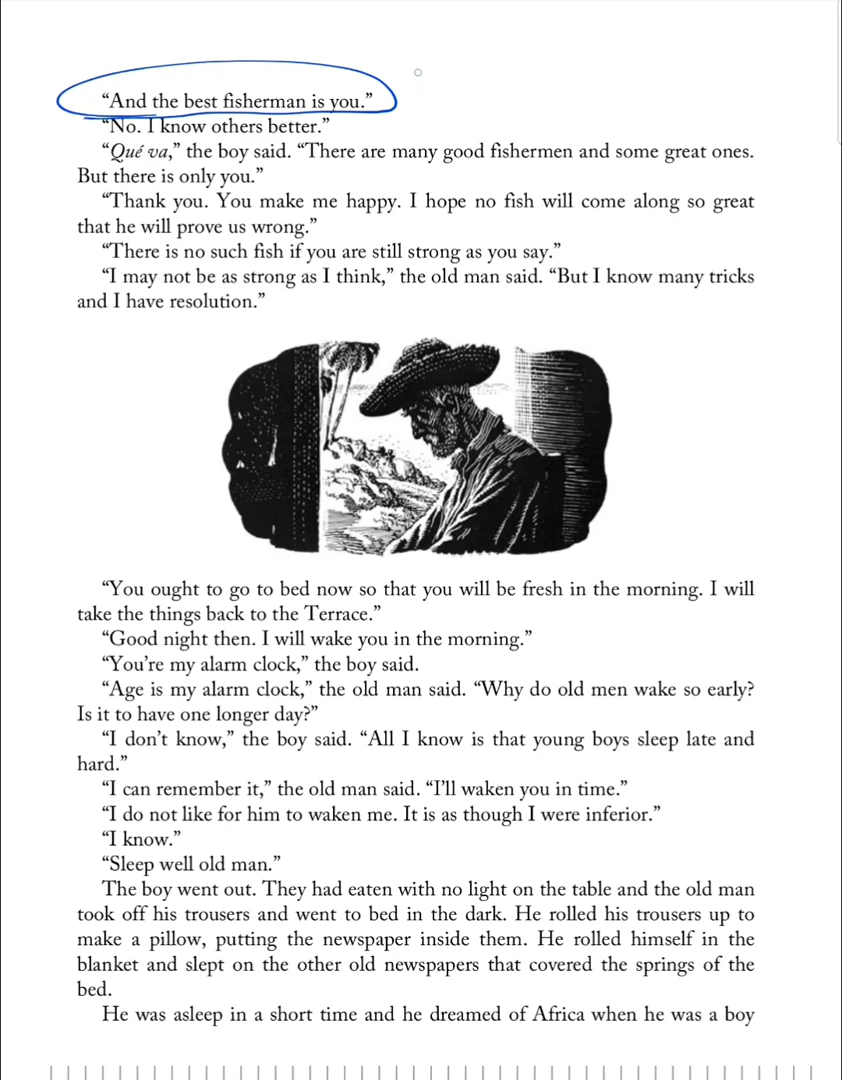 “And the best fisherman is you.”
“No. I know others better.”
“Qué va,” the boy said. “There are many good fishermen and some great ones.
But there is only you.”
“Thank you. You make me happy. I hope no fish will come along so great
that he will prove us wrong.”
“There is no such fish if you are still strong as you say.”
“I may not be as strong as I think,” the old man said. “But I know many tricks
and I have resolution.”
“You ought to go to bed now so that you will be fresh in the morning. I will
take the things back to the Terrace.”
“Good night then. I will wake you in the morning.”
“You’re my alarm clock,” the boy said.
“Age is my alarm clock,” the old man said. “Why do old men wake so early?
Is it to have one longer day?”
“I don’t know,” the boy said. “All I know is that young boys sleep late and
hard.”
“I can remember it,” the old man said. “I’ll waken you in time.”
“I do not like for him to waken me. It is as though I were inferior.”
“I know.”
“Sleep well old man.”
The boy went out. They had eaten with no light on the table and the old man
took off his trousers and went to bed in the dark. He rolled his trousers up to
make a pillow, putting the newspaper inside them. He rolled himself in the
blanket and slept on the other old newspapers that covered the springs of the
bed.
He was asleep in a short time and he dreamed of Africa when he was a boy